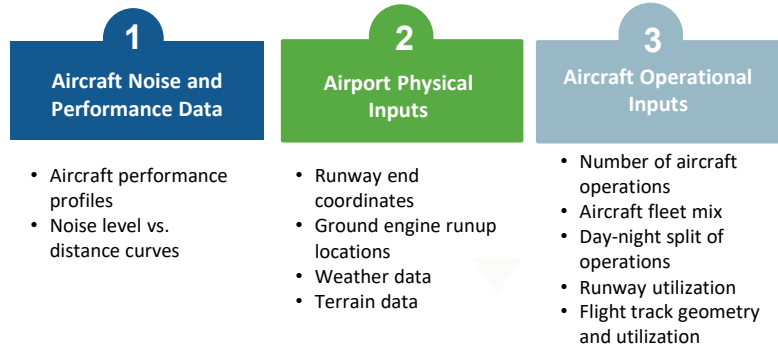 1
Aircraft Noise and
Performance Data
• Aircraft performance
profiles
• Noise level vs.
distance curves
2
Airport Physical
Inputs
• Runway end
coordinates
• Ground engine runup
locations
• Weather data
• Terrain data
3
Aircraft Operational
Inputs
• Number of aircraft
operations
• Aircraft fleet mix
• Day-night split of
operations
• Runway utilization
• Flight track geometry
and utilization